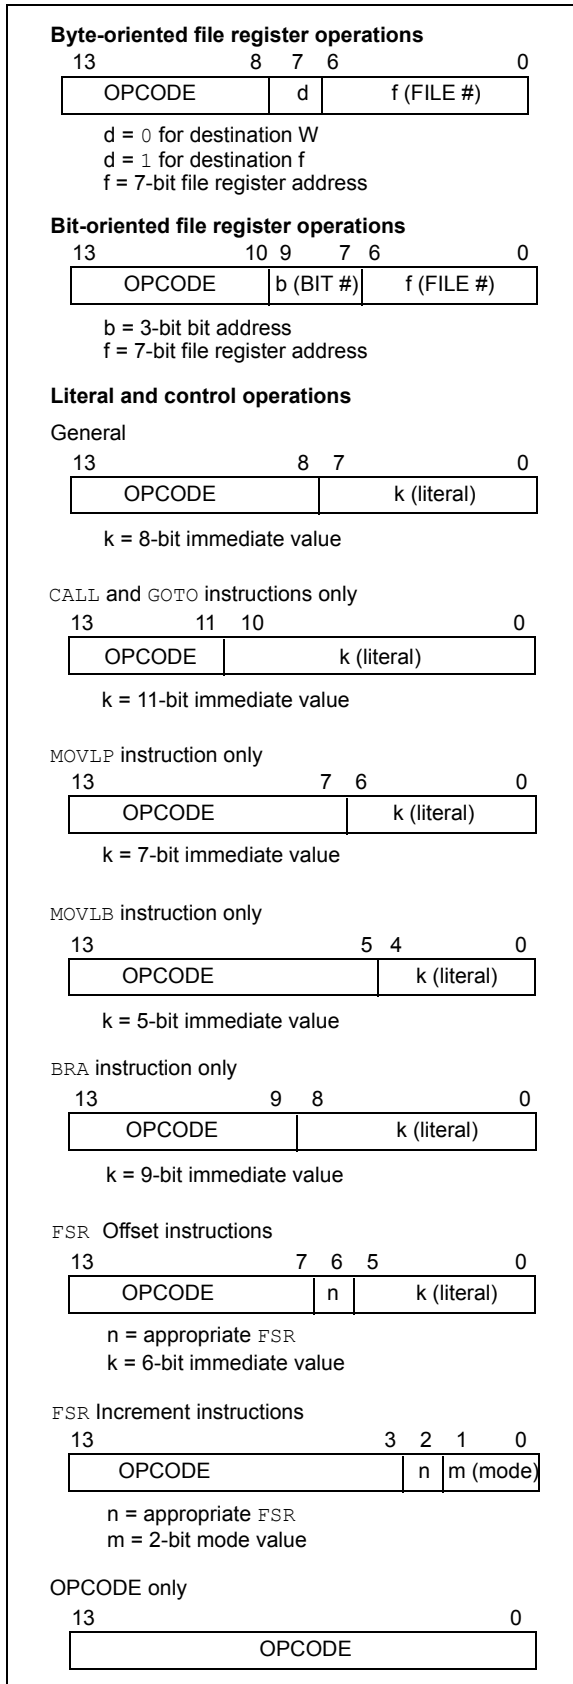 Byte-oriented file register operations
13 8 7 6 0
OPCODE d f (FILE #)
d = 0 for destination W
d = 1 for destination f
f = 7-bit file register address
Bit-oriented file register operations
13 10 9 7 6 0
OPCODE b (BIT #) f (FILE #)
b = 3-bit bit address
f = 7-bit file register address
Literal and control operations
General
13 8 7 0
OPCODE k (literal)
k = 8-bit immediate value
CALL and GOTO instructions only
13 11 10 0
OPCODE k (literal)
k = 11-bit immediate value
MOVLP instruction only
13 7 6 0
OPCODE k (literal)
k = 7-bit immediate value
MOVLB instruction only
13 5 4 0
OPCODE k (literal)
k = 5-bit immediate value
BRA instruction only
13 9 8 0
OPCODE k (literal)
k = 9-bit immediate value
FSR Offset instructions
13 7 6 5 0
OPCODE n k (literal)
n = appropriate FSR
k = 6-bit immediate value
FSR Increment instructions
13 3 2 1 0
OPCODE n m (mode)
n = appropriate FSR
m = 2-bit mode value
OPCODE only
13 0
OPCODE